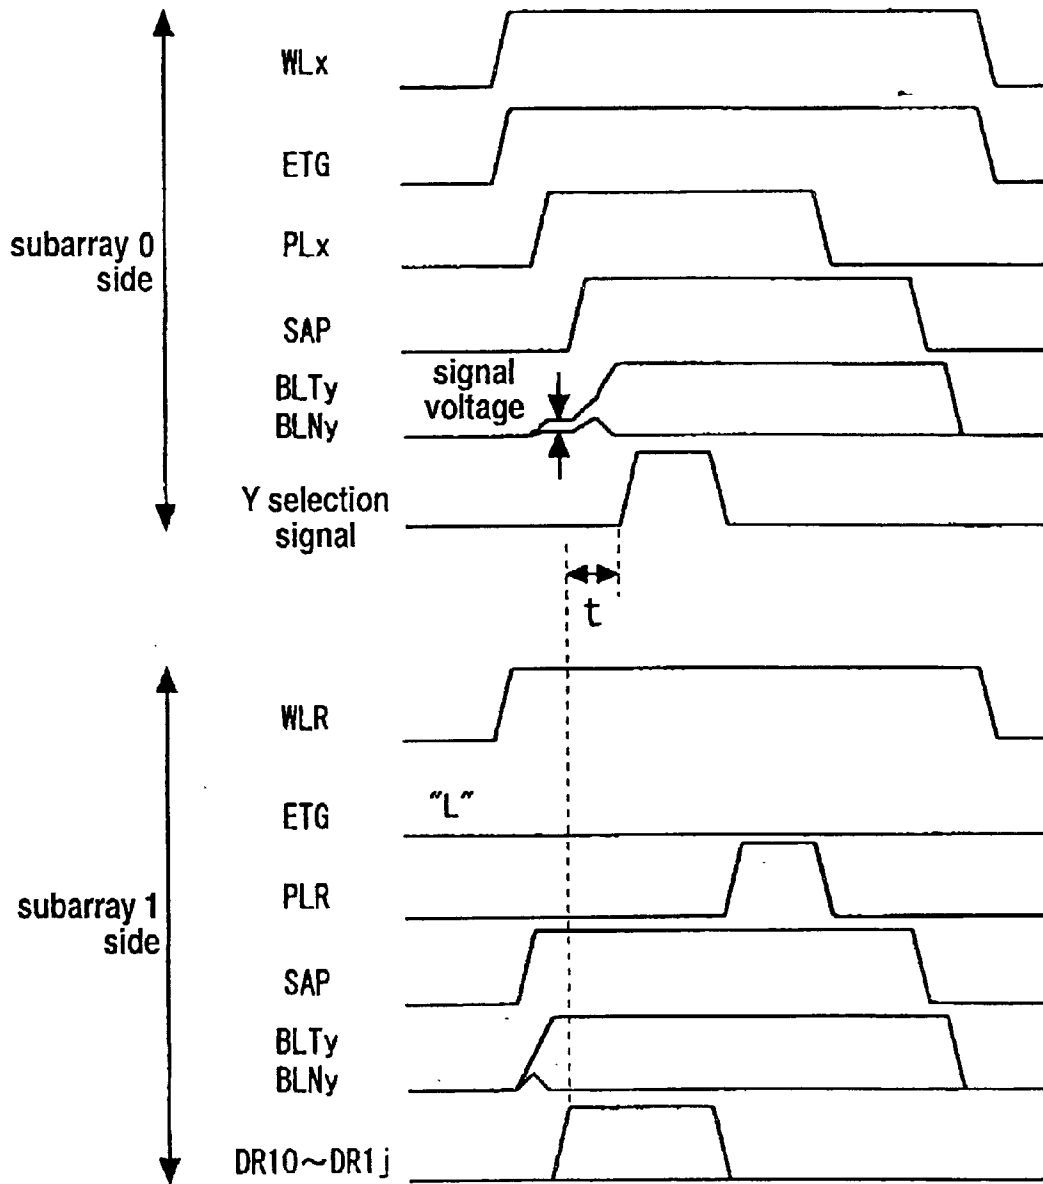 WLx
ETG
subarray 0
side
PLx
SAP
BLTy
signal
voltage
BLNy
Y selection
signal
t
WLR
ETG
"L"
PLR
subarray 1
side
SAP
BLTy
BLNy
DR10～DR1j